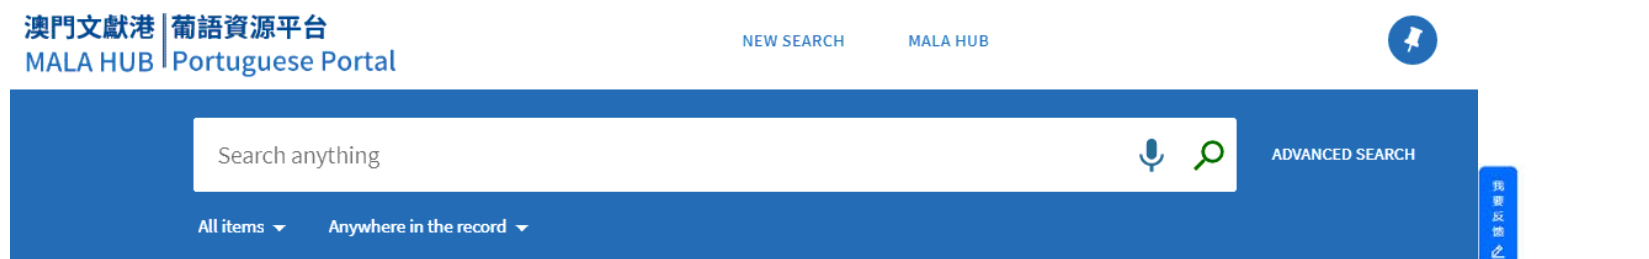 澳門文獻港 葡語資源平台
MALA HUB Portuguese Portal
NEW SEARCH
MALA HUB
Search anything
ADVANCED SEARCH
All items
Anywhere in the record
我要反馈